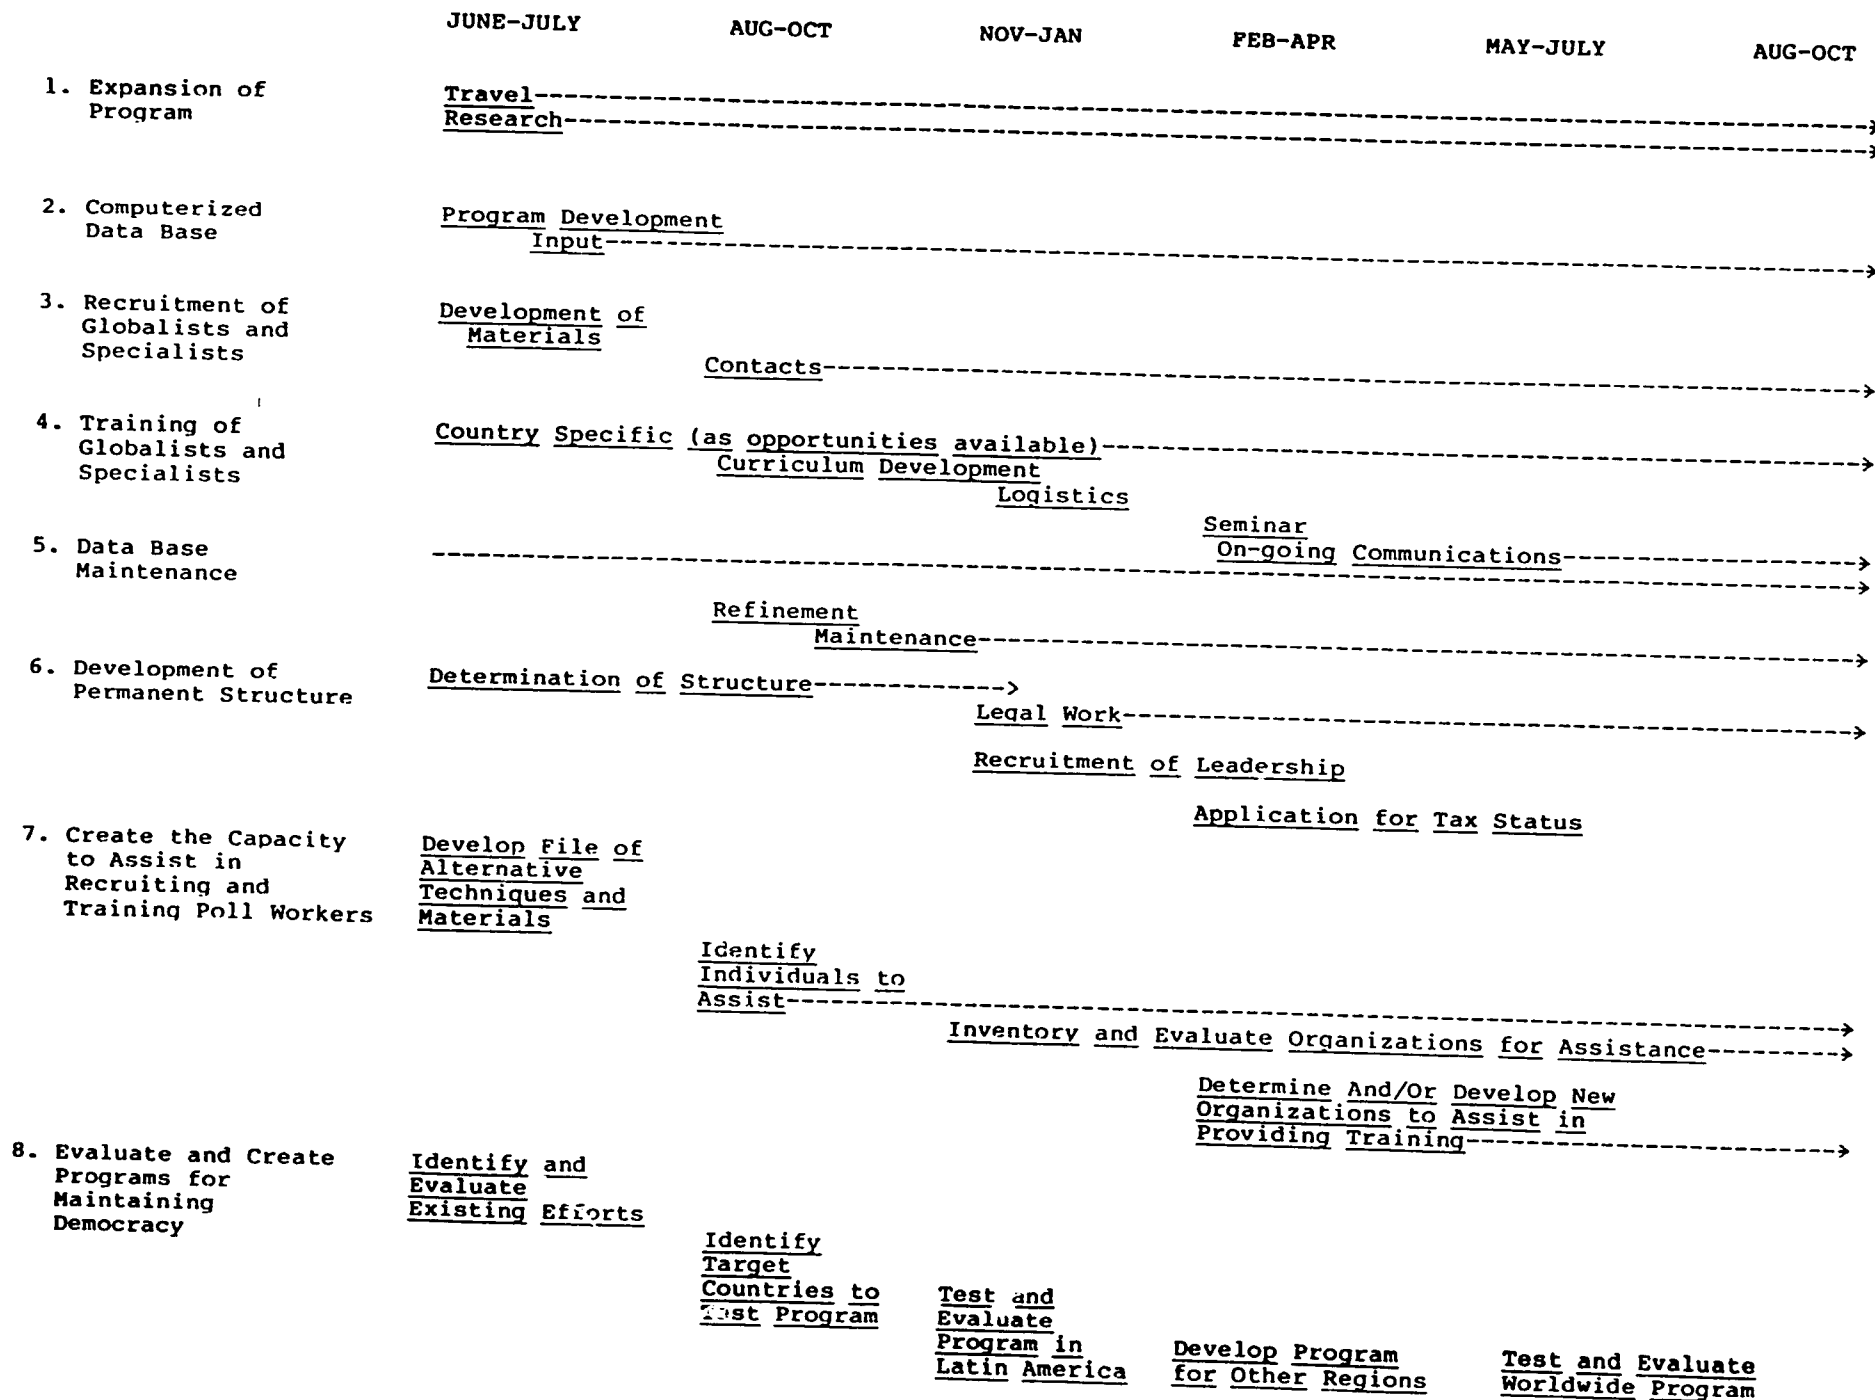 JUNE-JULY AUG-OCT NOV-JAN FEB-APR MAY-JULY AUG-OCT
1. Expansion of
Program
Travel---->
Research---->
2. Computerized
Data Base
Program Development
Input---->
3. Recruitment of
Globalists and
Specialists
Development of
Materials
Contacts---->
4. Training of
Globalists and
Specialists
Country Specific (as opportunities available)---->
Curriculum Development
Logistics
Seminar
On-going Communications---->
5. Data Base
Maintenance
---->
Refinement
Maintenance---->
6. Development of
Permanent Structure
Determination of Structure---->
Legal Work---->
Recruitment of Leadership
Application for Tax Status
7. Create the Capacity
to Assist in
Recruiting and
Training Poll Workers
Develop File of
Alternative
Techniques and
Materials
Identify
Individuals to
Assist---->
Inventory and Evaluate Organizations for Assistance---->
Determine And/Or Develop New
Organizations to Assist in
Providing Training---->
8. Evaluate and Create
Programs for
Maintaining
Democracy
Identify and
Evaluate
Existing Efforts
Identify
Target
Countries to
Test Program
Test and
Evaluate
Program in
Latin America
Develop Program
for Other Regions
Test and Evaluate
Worldwide Program